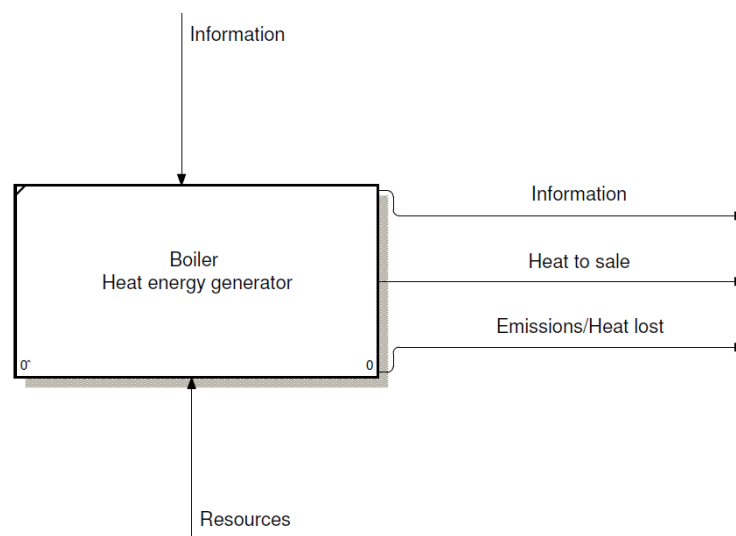 Information
Information
Boiler
Heat energy generator
Heat to sale
Emissions/Heat lost
0
0
Resources